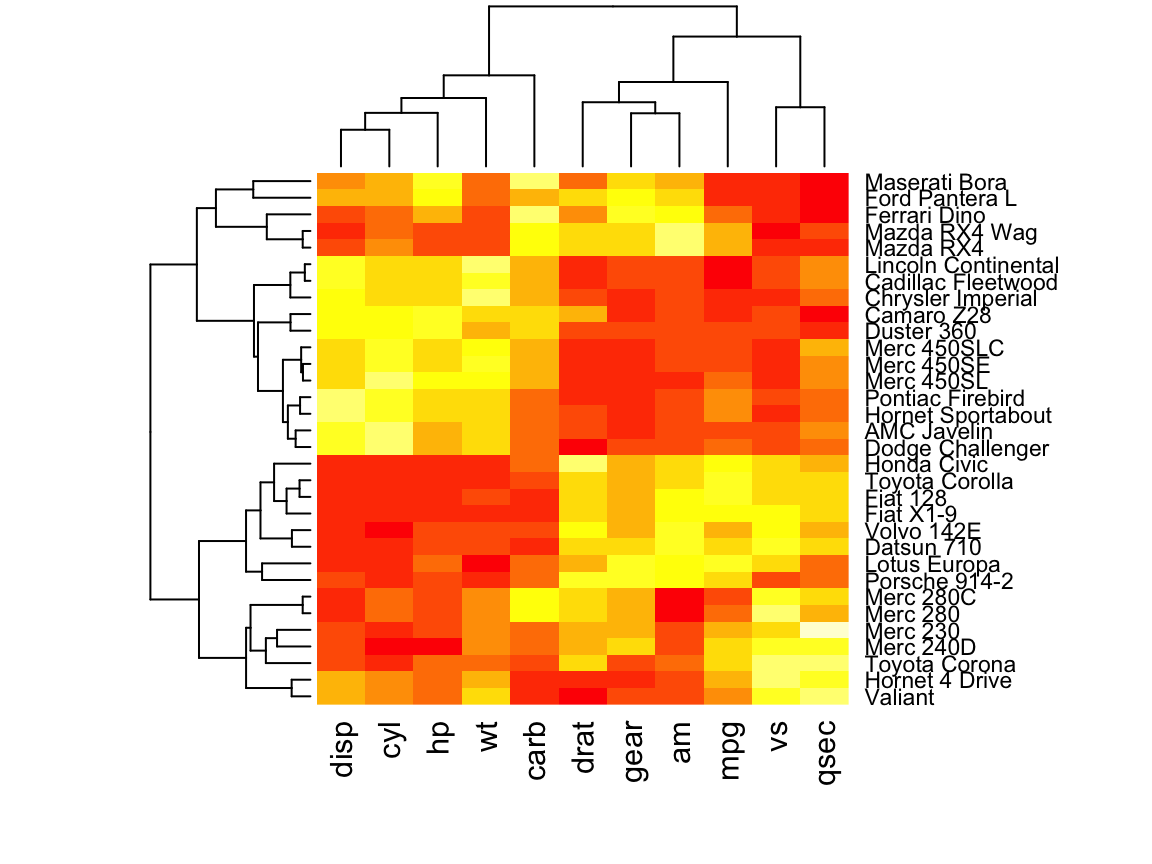 Maserati Bora
Ford Pantera L
Ferrari Dino
Mazda RX4 Wag
Mazda RX4
Lincoln Continental
Cadillac Fleetwood
Chrysler Imperial
Camaro Z28
Duster 360
Merc 450SLC
Merc 450SE
Merc 450SL
Pontiac Firebird
Hornet Sportabout
AMC Javelin
Dodge Challenger
Honda Civic
Toyota Corolla
Fiat 128
Fiat X1-9
Volvo 142E
Datsun 710
Lotus Europa
Porsche 914-2
Merc 280C
Merc 280
Merc 230
Merc 240D
Toyota Corona
Hornet 4 Drive
Valiant
disp
cyl
hp
wt
carb
drat
gear
am
mpg
vs
qsec